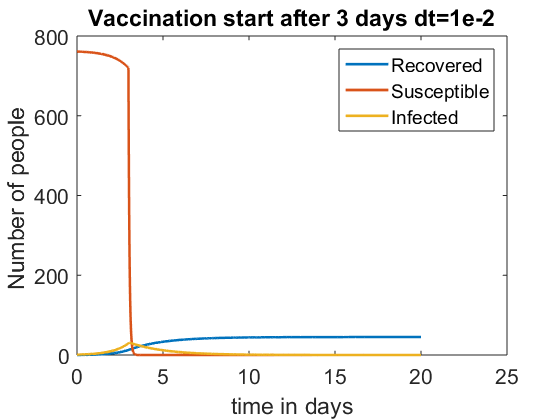 Vaccination start after 3 days dt=1e-2
800
600
400
200
0
Number of people
Recovered
Susceptible
Infected
0 5 10 15 20 25
time in days